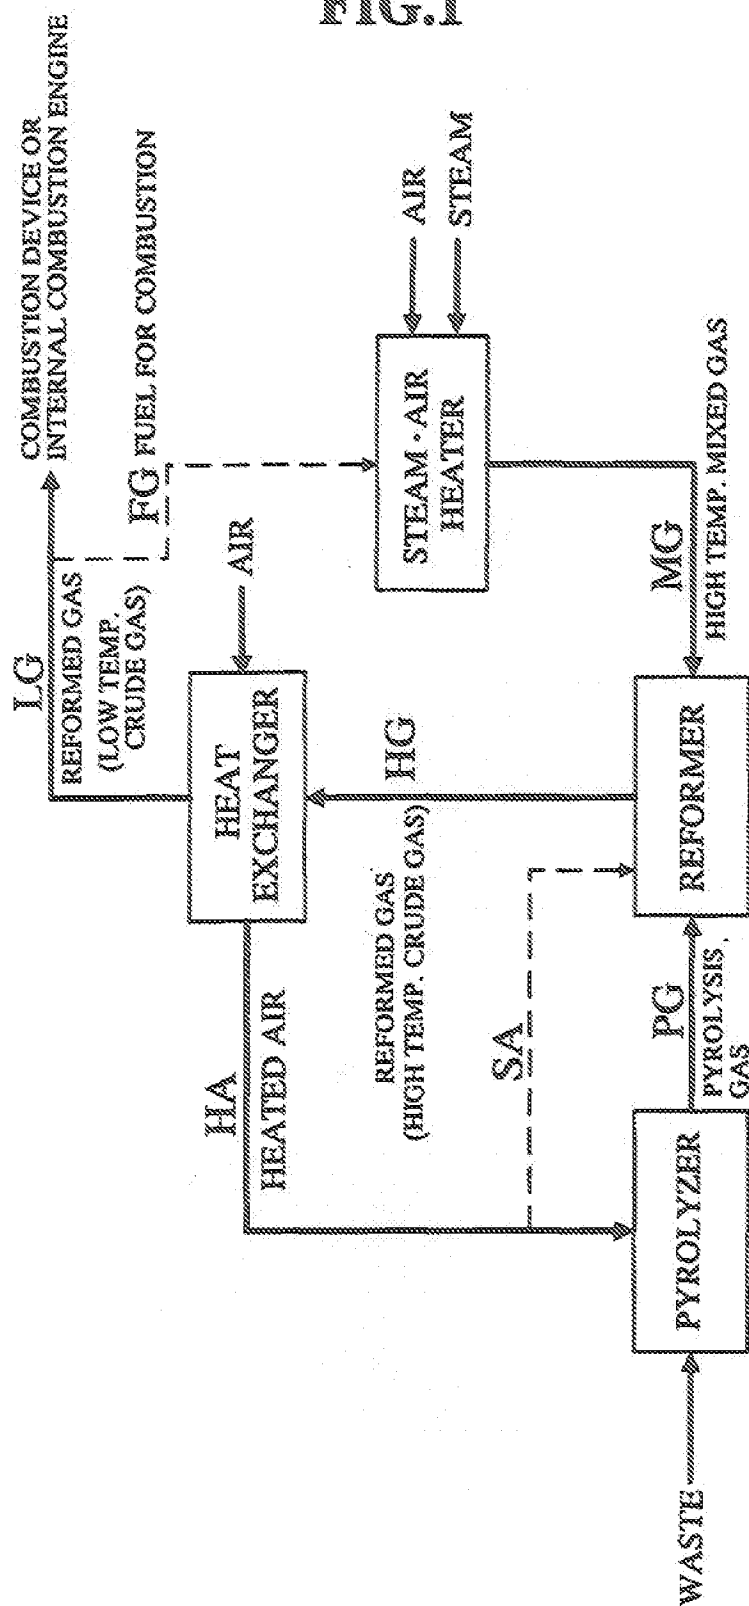 FIG.1
COMBUSTION DEVICE OR
INTERNAL COMBUSTION ENGINE
LG
REFORMED GAS
(LOW TEMP.
CRUDE GAS)
FG FUEL FOR COMBUSTION
HEAT
EXCHANGER
AIR
AIR
STEAM
STEAM·AIR
HEATER
HA
HEATED AIR
HG
REFORMED GAS
(HIGH TEMP. CRUDE GAS)
SA
MG
HIGH TEMP. MIXED GAS
WASTE
PYROLYZER
PG
PYROLYSIS
GAS
REFORMER